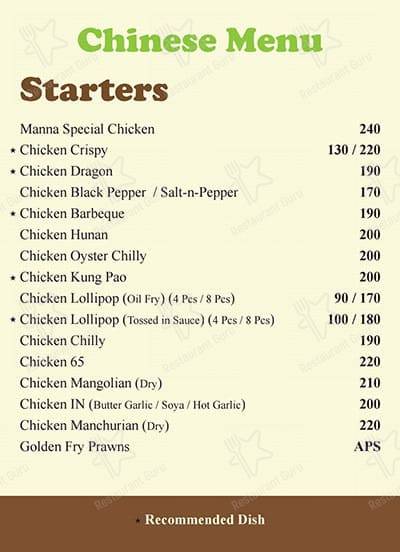 Chinese Menu
Starters
Manna Special Chicken 240
★ Chicken Crispy 130 / 220
★ Chicken Dragon 190
Chicken Black Pepper / Salt-n-Pepper 170
★ Chicken Barbeque 190
Chicken Hunan 200
Chicken Oyster Chilly 200
★ Chicken Kung Pao 200
Chicken Lollipop (Oil Fry) (4 Pcs / 8 Pcs) 90 / 170
★ Chicken Lollipop (Tossed in Sauce) (4 Pcs / 8 Pcs) 100 / 180
Chicken Chilly 190
Chicken 65 220
Chicken Mangolian (Dry) 210
Chicken IN (Butter Garlic / Soya / Hot Garlic) 200
Chicken Manchurian (Dry) 220
Golden Fry Prawns APS
★ Recommended Dish
Restaurant Guru